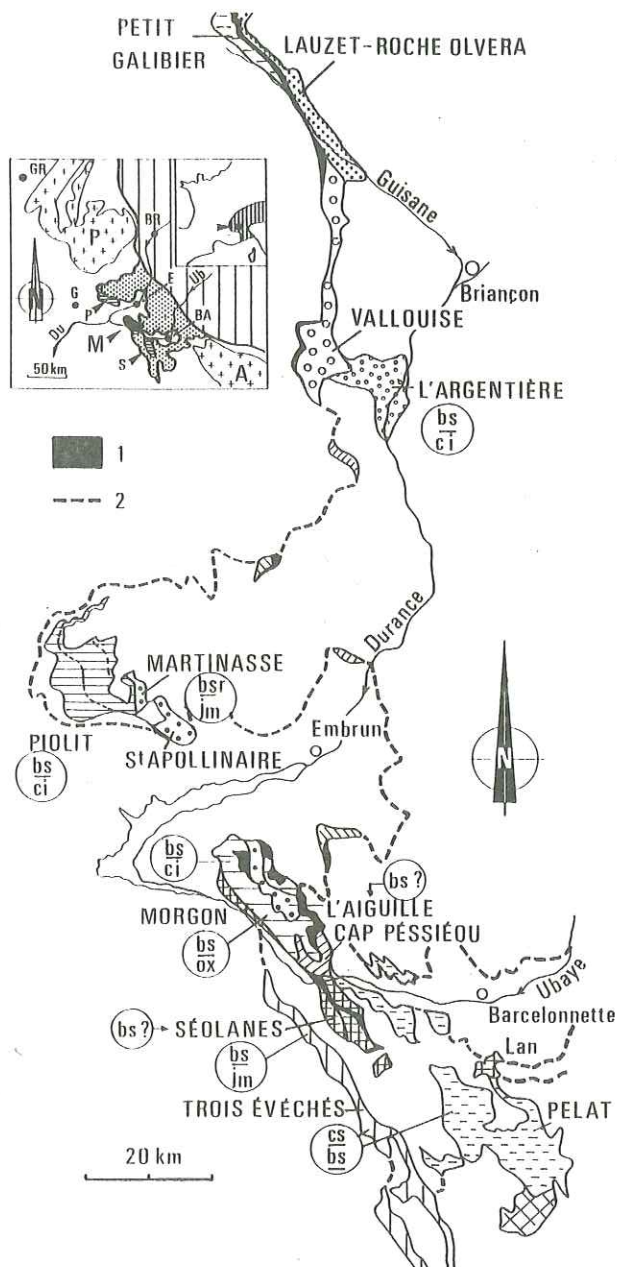 PETIT
GALIBIER
LAUZET-ROCHE OLVERA
GR
BR
P
G
P
E
Ub
Du
M
BA
S
A
N
50km
Guisane
Briançon
VALLOUISE
L'ARGENTIÈRE
bs
ci
1
2
Durance
MARTINASSE
bsr
jm
Embrun
PIOLIT
St APOLLINAIRE
bs
ci
N
bs
ci
bs?
L'AIGUILLE
MORGON
CAP PÉSSIÉOU
bs
ox
Ubaye
Barcelonnette
bs?
SÉOLANES
bs
jm
Lan
TROIS ÉVÉCHÉS
PELAT
cs
bs
20 km